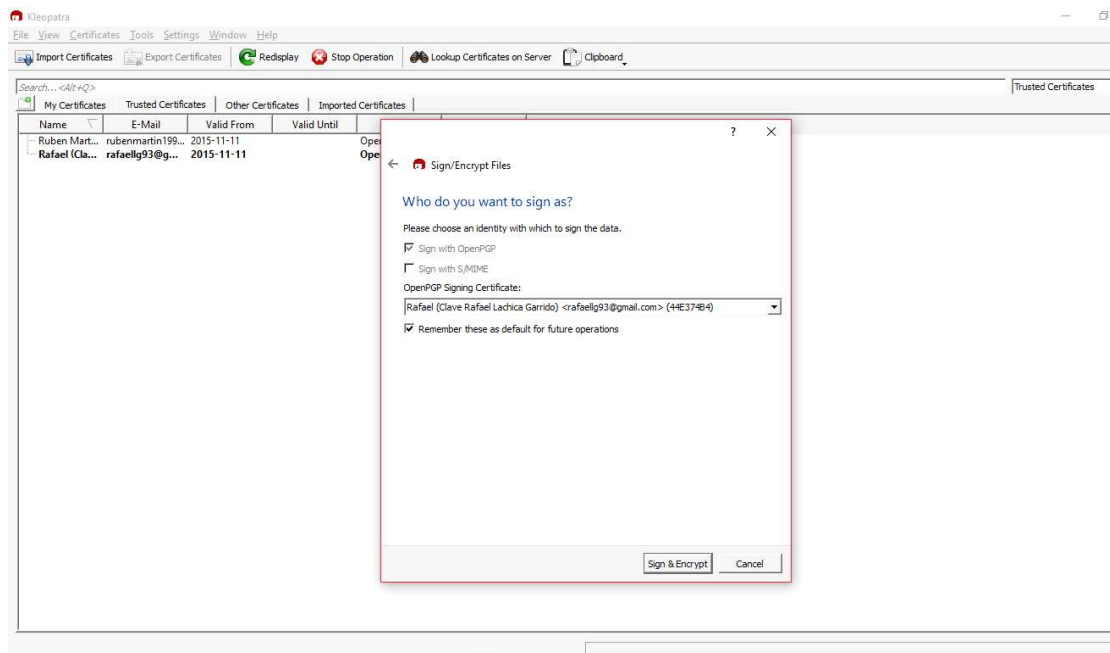 Kleopatra
File View Certificates Tools Settings Window Help
Import Certificates Export Certificates Redisplay Stop Operation Lookup Certificates on Server Clipboard
Search...<Alt+Q> Trusted Certificates
My Certificates Trusted Certificates Other Certificates Imported Certificates
Name E-Mail Valid From Valid Until
Ruben Mart... rubenmartin199... 2015-11-11 Ope
Rafael (Cla... rafaellg93@g... 2015-11-11 Ope
Sign/Encrypt Files
Who do you want to sign as?
Please choose an identity with which to sign the data.
Sign with OpenPGP
Sign with S/MIME
OpenPGP Signing Certificate:
Rafael (Clave Rafael Lachica Garrido) <rafaellg93@gmail.com> (44E374B4)
Remember these as default for future operations
Sign & Encrypt Cancel